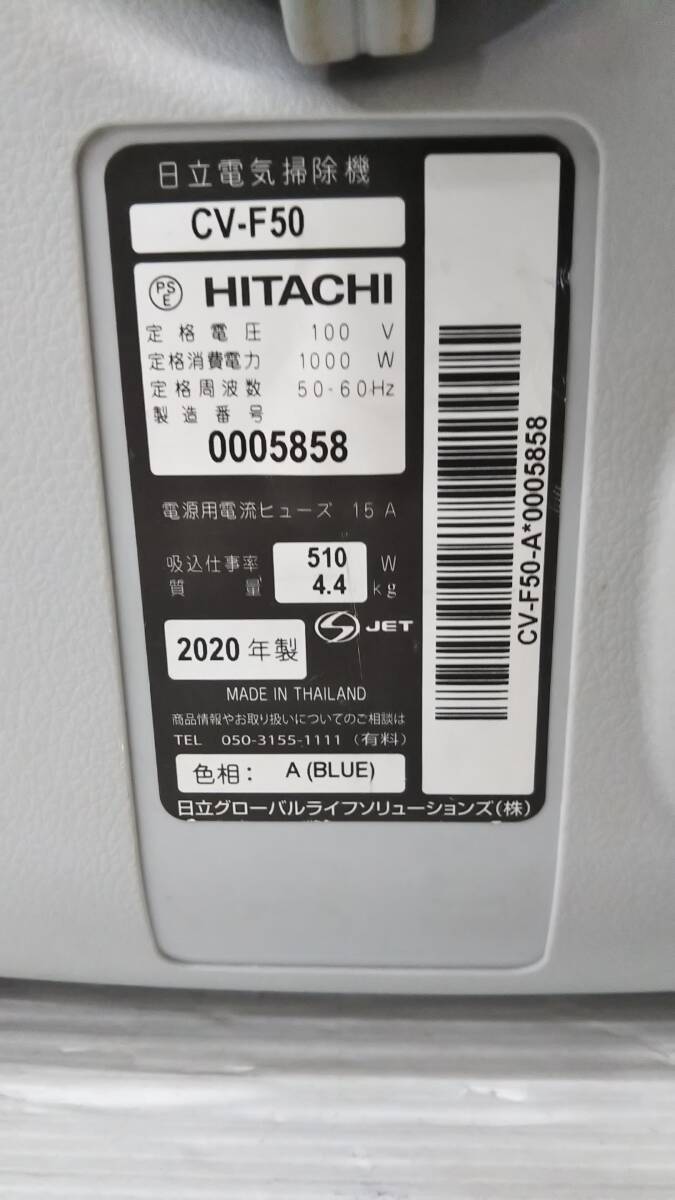 日立電気掃除機
CV-F50
PS E HITACHI
定格電圧 100 V
定格消費電力 1000 W
定格周波数 50-60Hz
製造番号
0005858
電源用電流ヒューズ 15 A
吸込仕事率 510 W
質量 4.4 kg
2020年製
S JET
MADE IN THAILAND
商品情報やお取り扱いについてのご相談は
TEL 050-3155-1111 (有料)
色相: A (BLUE)
日立グローバルライフソリューションズ(株)
CV-F50-A*0005858